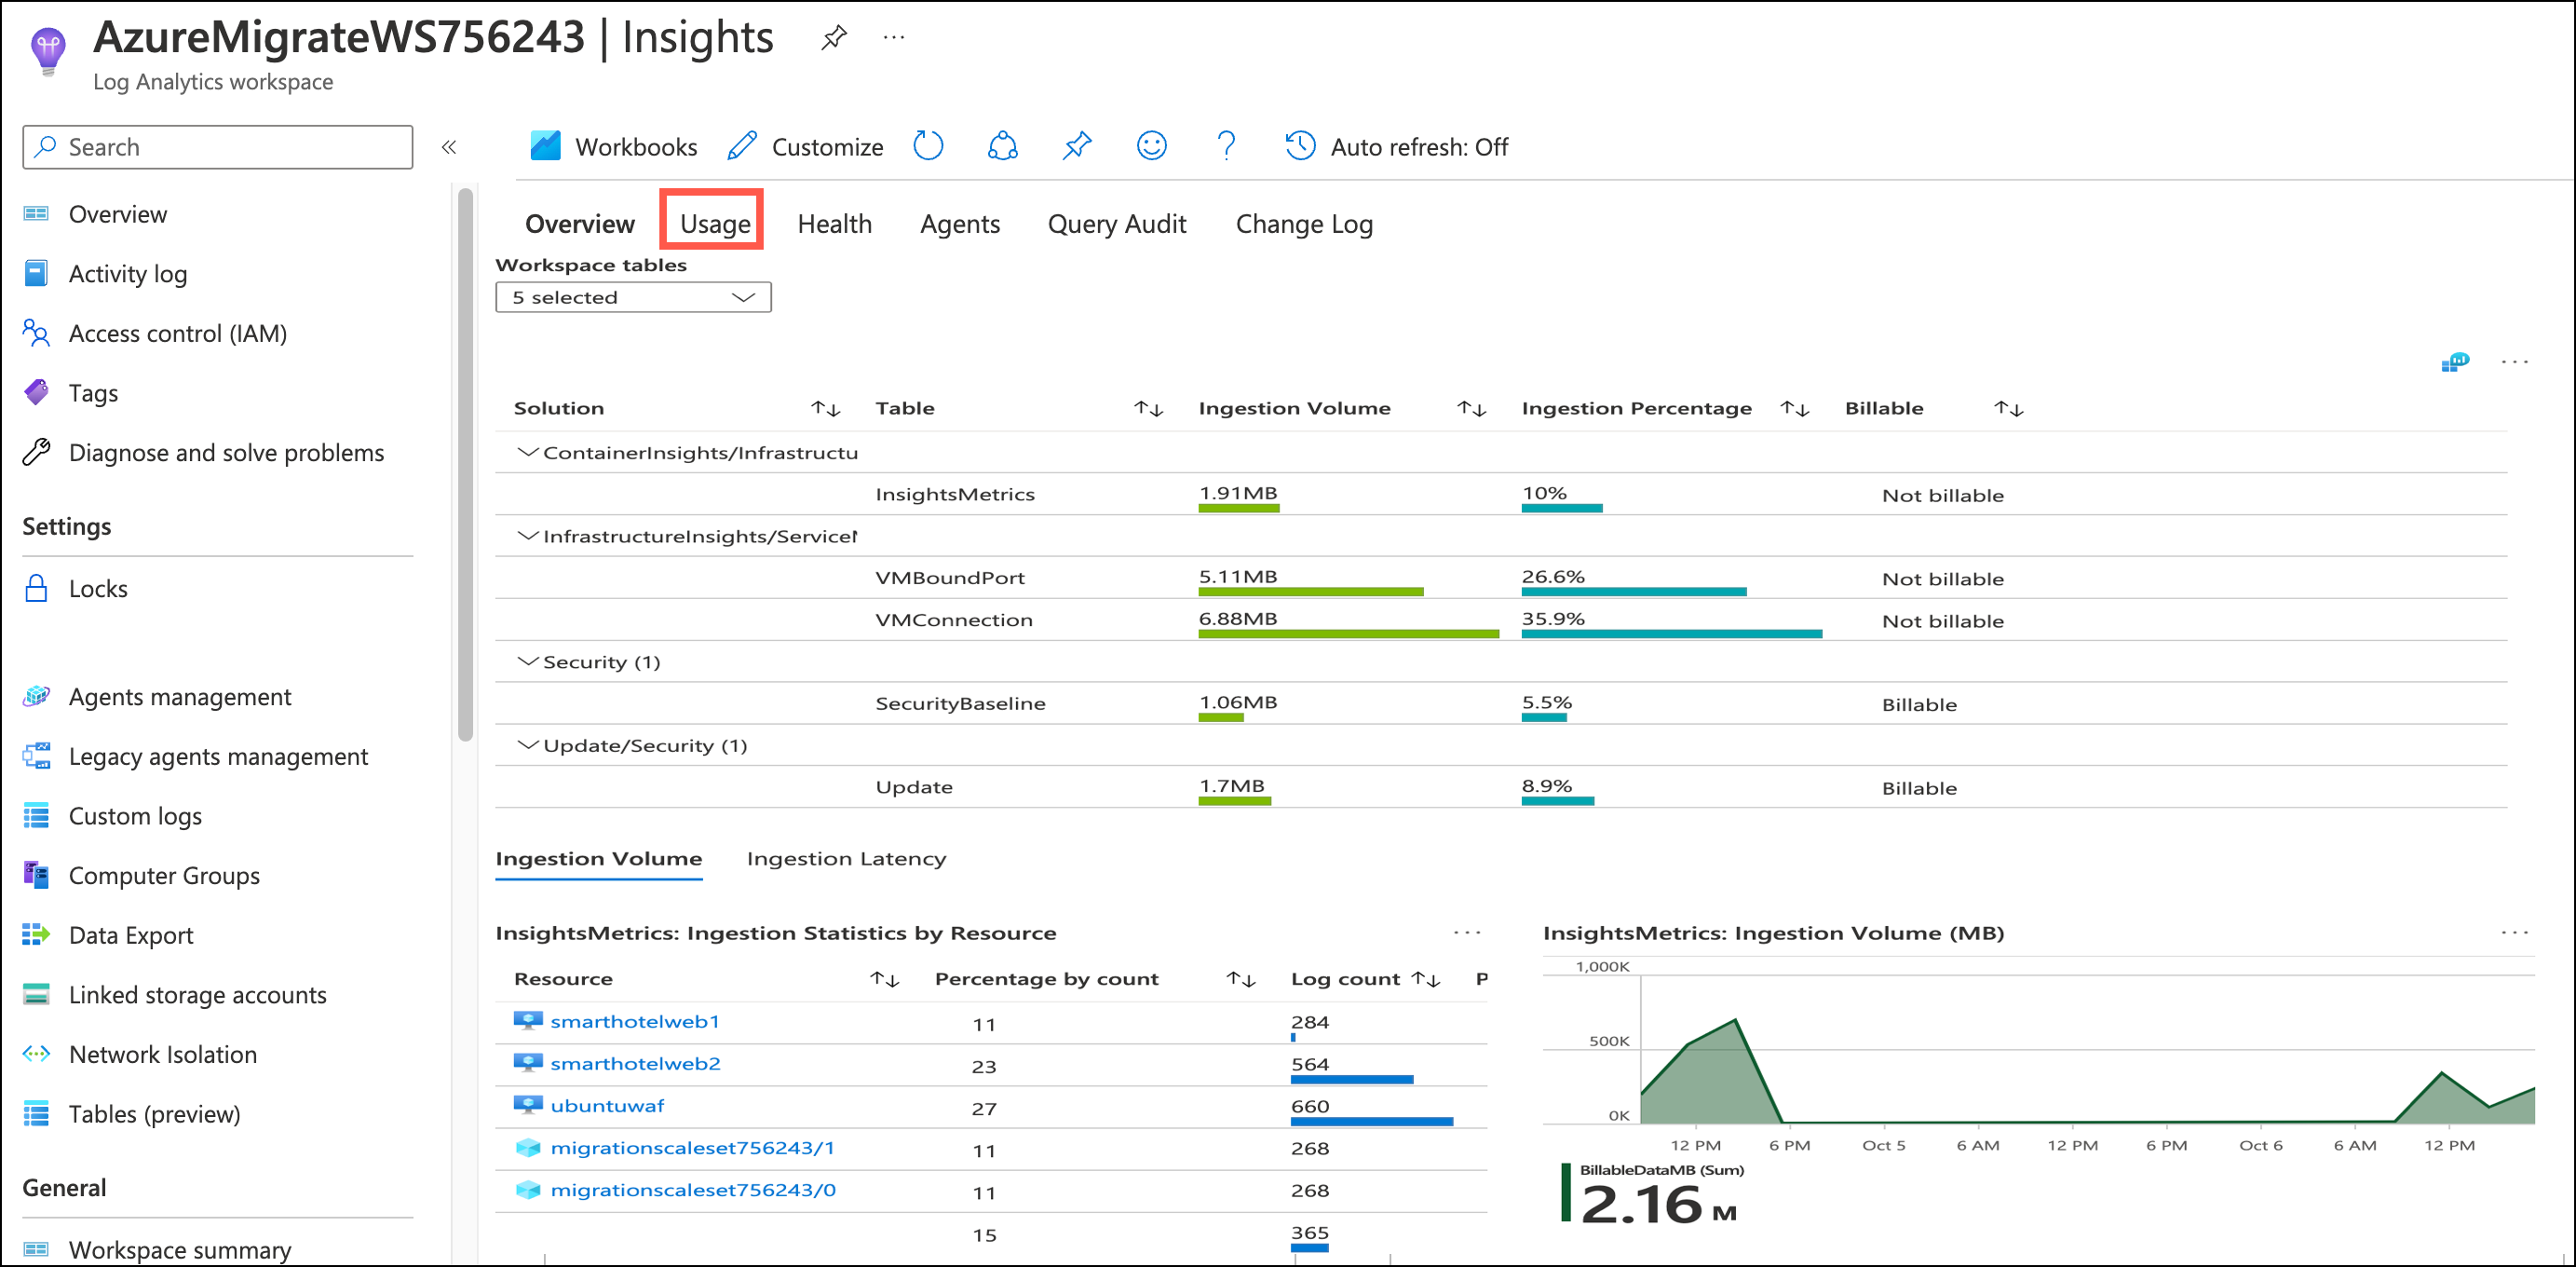 AzureMigrateWS756243 | Insights
Log Analytics workspace
Search
Overview
Activity log
Access control (IAM)
Tags
Diagnose and solve problems
Settings
Locks
Agents management
Legacy agents management
Custom logs
Computer Groups
Data Export
Linked storage accounts
Network Isolation
Tables (preview)
General
Workspace summary
Workbooks Customize Auto refresh: Off
Overview Usage Health Agents Query Audit Change Log
Workspace tables
5 selected
Solution Table Ingestion Volume Ingestion Percentage Billable
ContainerInsights/Infrastructu
InsightsMetrics 1.91MB 10% Not billable
InfrastructureInsights/Service
VMBoundPort 5.11MB 26.6% Not billable
VMConnection 6.88MB 35.9% Not billable
Security (1)
SecurityBaseline 1.06MB 5.5% Billable
Update/Security (1)
Update 1.7MB 8.9% Billable
Ingestion Volume Ingestion Latency
InsightsMetrics: Ingestion Statistics by Resource
Resource Percentage by count Log count P
smarthotelweb1 11 284
smarthotelweb2 23 564
ubuntuwaf 27 660
migrationscaleset756243/1 11 268
migrationscaleset756243/0 11 268
15 365
InsightsMetrics: Ingestion Volume (MB)
1,000K
500K
0K
12 PM 6 PM Oct 5 6 AM 12 PM 6 PM Oct 6 6 AM 12 PM
BillableDataMB (Sum)
2.16 M